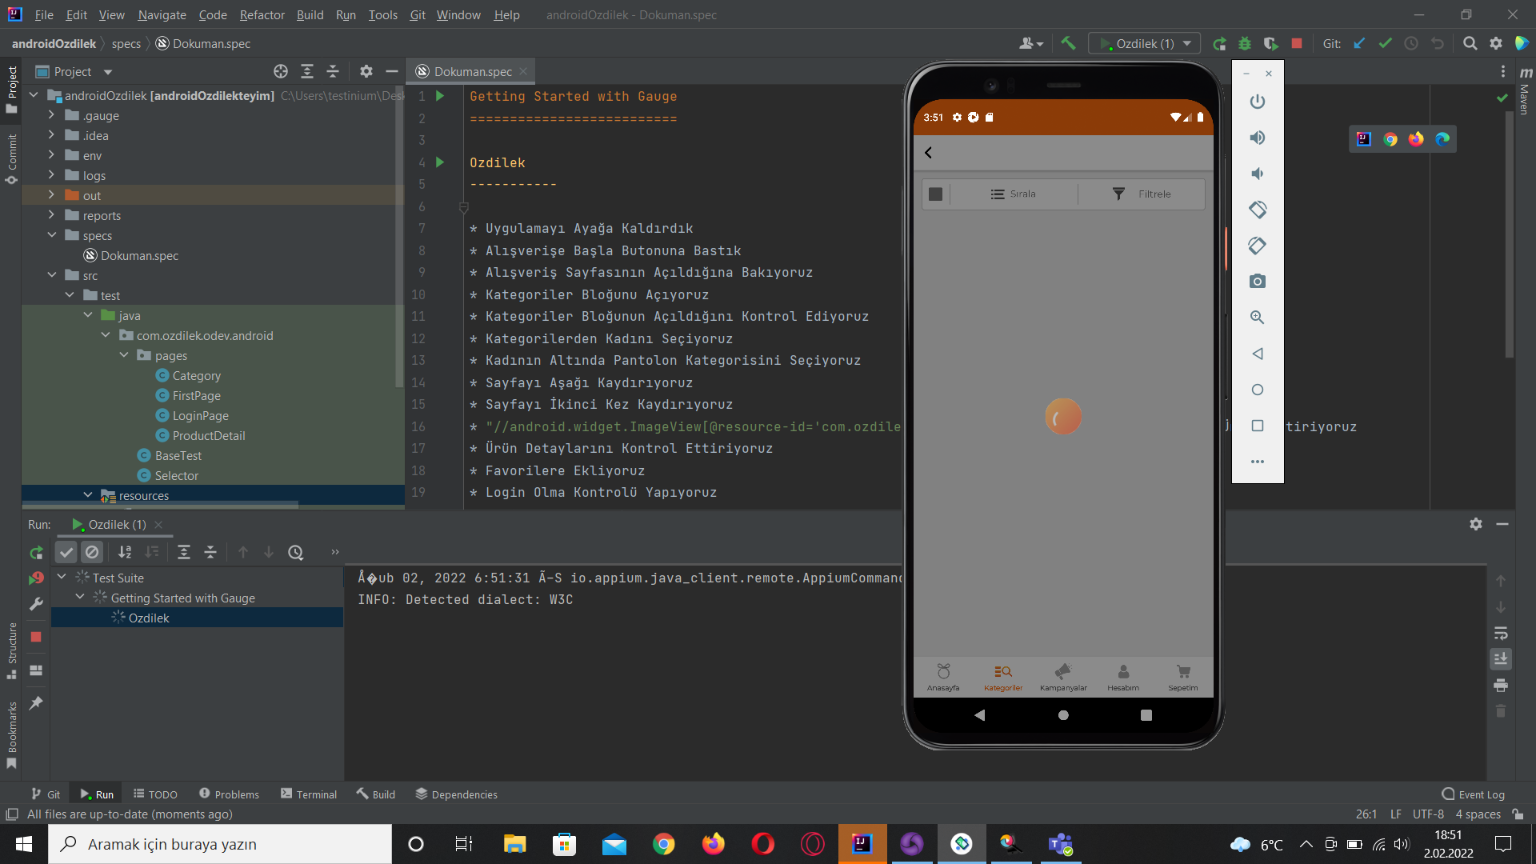 File Edit View Navigate Code Refactor Build Run Tools Git Window Help androidOzdilek - Dokuman.spec
androidOzdilek specs Dokuman.spec Ozdilek (1) Git:
Project
Dokuman.spec
androidOzdilek [androidOzdilekteyim] C:\Users\testinium\Des
.gauge
.idea
env
logs
out
reports
specs
Dokuman.spec
src
test
java
com.ozdilek.odev.android
pages
Category
FirstPage
LoginPage
ProductDetail
BaseTest
Selector
resources
1 Getting Started with Gauge
2 ==========================
3
4 Ozdilek
5 -----------
6
7 * Uygulamayı Ayağa Kaldırdık
8 * Alışverişe Başla Butonuna Bastık
9 * Alışveriş Sayfasının Açıldığına Bakıyoruz
10 * Kategoriler Bloğunu Açıyoruz
11 * Kategoriler Bloğunun Açıldığını Kontrol Ediyoruz
12 * Kategorilerden Kadını Seçiyoruz
13 * Kadının Altında Pantolon Kategorisini Seçiyoruz
14 * Sayfayı Aşağı Kaydırıyoruz
15 * Sayfayı İkinci Kez Kaydırıyoruz
16 * "//android.widget.ImageView[@resource-id='com.ozdile tiriyoruz
17 * Ürün Detaylarını Kontrol Ettiriyoruz
18 * Favorilere Ekliyoruz
19 * Login Olma Kontrolü Yapıyoruz
3:51
Sırala Filtrele
Anasayfa Kategoriler Kampanyalar Hesabım Sepetim
Project
Commit
Structure
Bookmarks
m Maven
Run: Ozdilek (1)
Test Suite
Getting Started with Gauge
Ozdilek
Å�ub 02, 2022 6:51:31 Ã–S io.appium.java_client.remote.AppiumCommand
INFO: Detected dialect: W3C
Git Run TODO Problems Terminal Build Dependencies Event Log
All files are up-to-date (moments ago) 26:1 LF UTF-8 4 spaces
Aramak için buraya yazın 6°C 18:51
2.02.2022